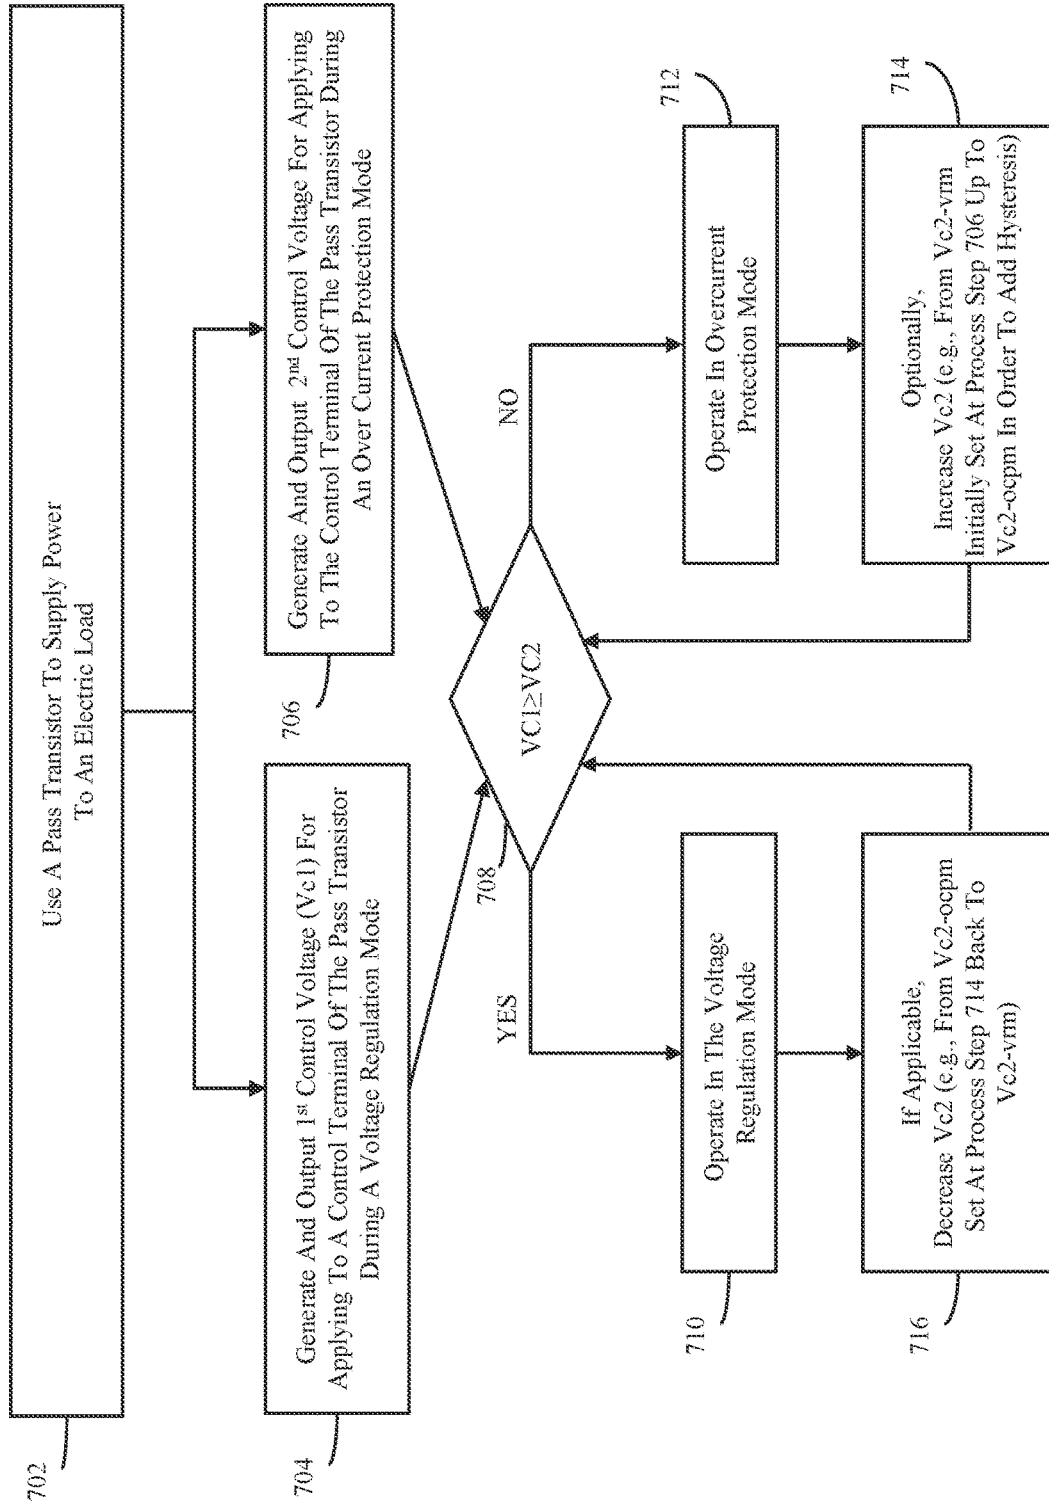 Use A Pass Transistor To Supply Power
To An Electric Load
702
Generate And Output 1st Control Voltage (Vc1) For
Applying To A Control Terminal Of The Pass Transistor
During A Voltage Regulation Mode
704
Generate And Output 2nd Control Voltage For Applying
To The Control Terminal Of The Pass Transistor During
An Over Current Protection Mode
706
VC1≥VC2
708
YES
NO
Operate In The Voltage
Regulation Mode
710
Operate In Overcurrent
Protection Mode
712
If Applicable,
Decrease Vc2 (e.g., From Vc2-ocpm
Set At Process Step 714 Back To
Vc2-vrm)
716
Optionally,
Increase Vc2 (e.g., From Vc2-vrm
Initially Set At Process Step 706 Up To
Vc2-ocpm In Order To Add Hysteresis)
714